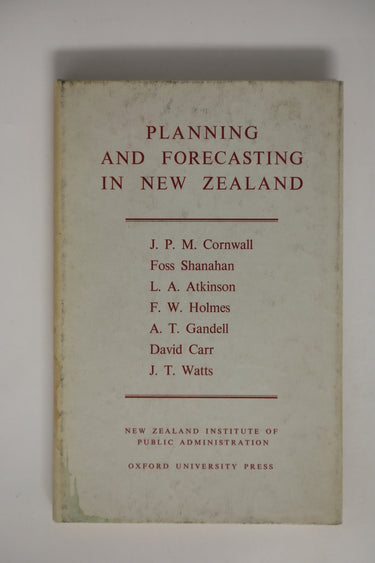 PLANNING
AND FORECASTING
IN NEW ZEALAND
J. P. M. Cornwall
Foss Shanahan
L. A. Atkinson
F. W. Holmes
A. T. Gandell
David Carr
J. T. Watts
NEW ZEALAND INSTITUTE OF
PUBLIC ADMINISTRATION
OXFORD UNIVERSITY PRESS